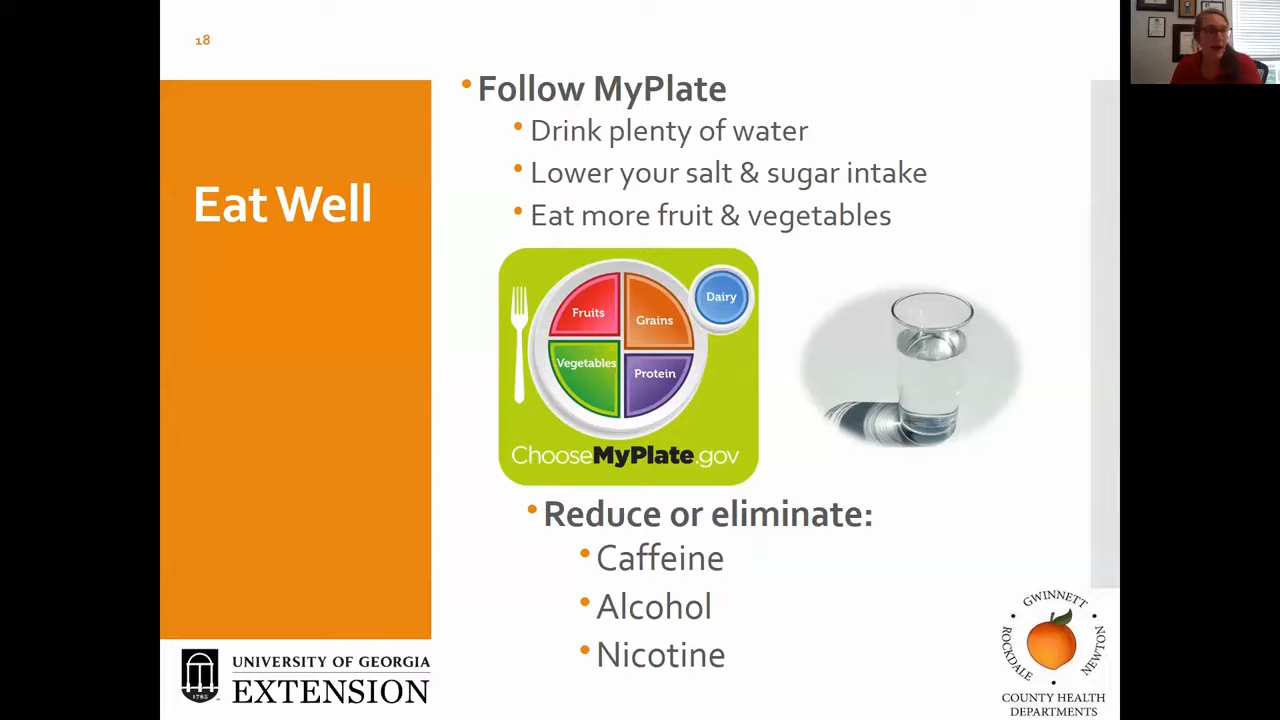 18
Eat Well
• Follow MyPlate
• Drink plenty of water
• Lower your salt & sugar intake
• Eat more fruit & vegetables
Fruits
Grains
Dairy
Vegetables
Protein
ChooseMyPlate.gov
• Reduce or eliminate:
• Caffeine
• Alcohol
• Nicotine
1785
UNIVERSITY OF GEORGIA
EXTENSION
GWINNETT
ROCKDALE
NEWTON
COUNTY HEALTH
DEPARTMENTS